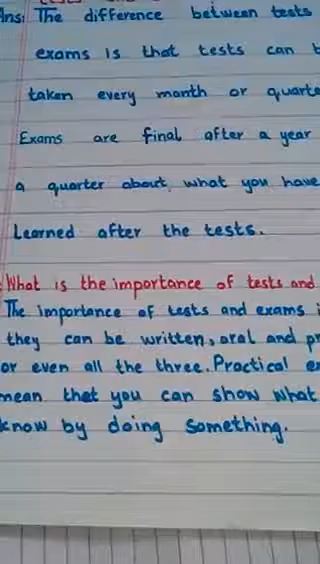 Ans: The difference between tests
exams is that tests can
taken every month or
Exams are final after a year
a quarter about, what you have
Learned after the tests.
What is the importance of tests and
The importance of tests and exams
they can be written, oral and
or even all the three. Practical
mean that you can show what
know by doing something.